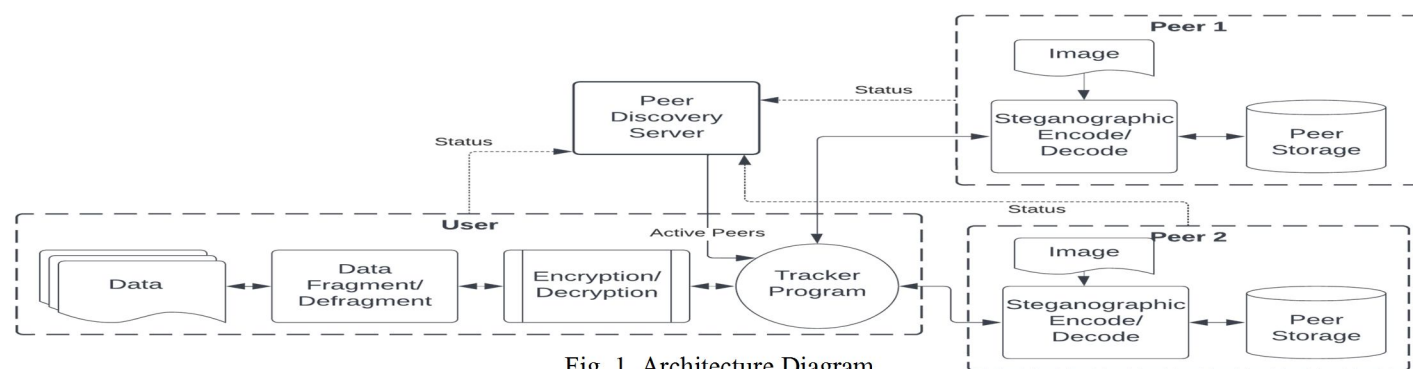 Peer 1
Image
Steganographic
Encode/
Decode
Peer
Storage
Status
Peer
Discovery
Server
Status
Status
User
Active Peers
Data
Data
Fragment/
Defragment
Encryption/
Decryption
Tracker
Program
Peer 2
Image
Steganographic
Encode/
Decode
Peer
Storage
Fig. 1. Architecture Diagram